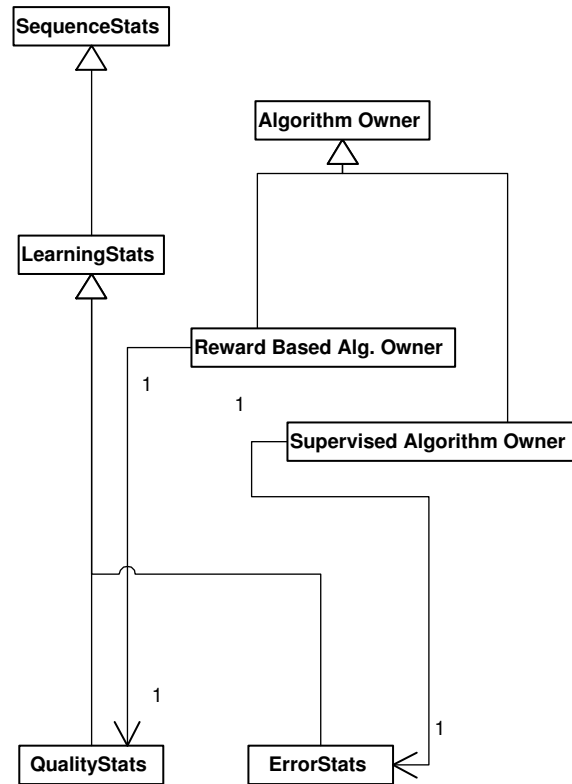 SequenceStats
Algorithm Owner
LearningStats
Reward Based Alg. Owner
1
1
Supervised Algorithm Owner
1
1
QualityStats
ErrorStats